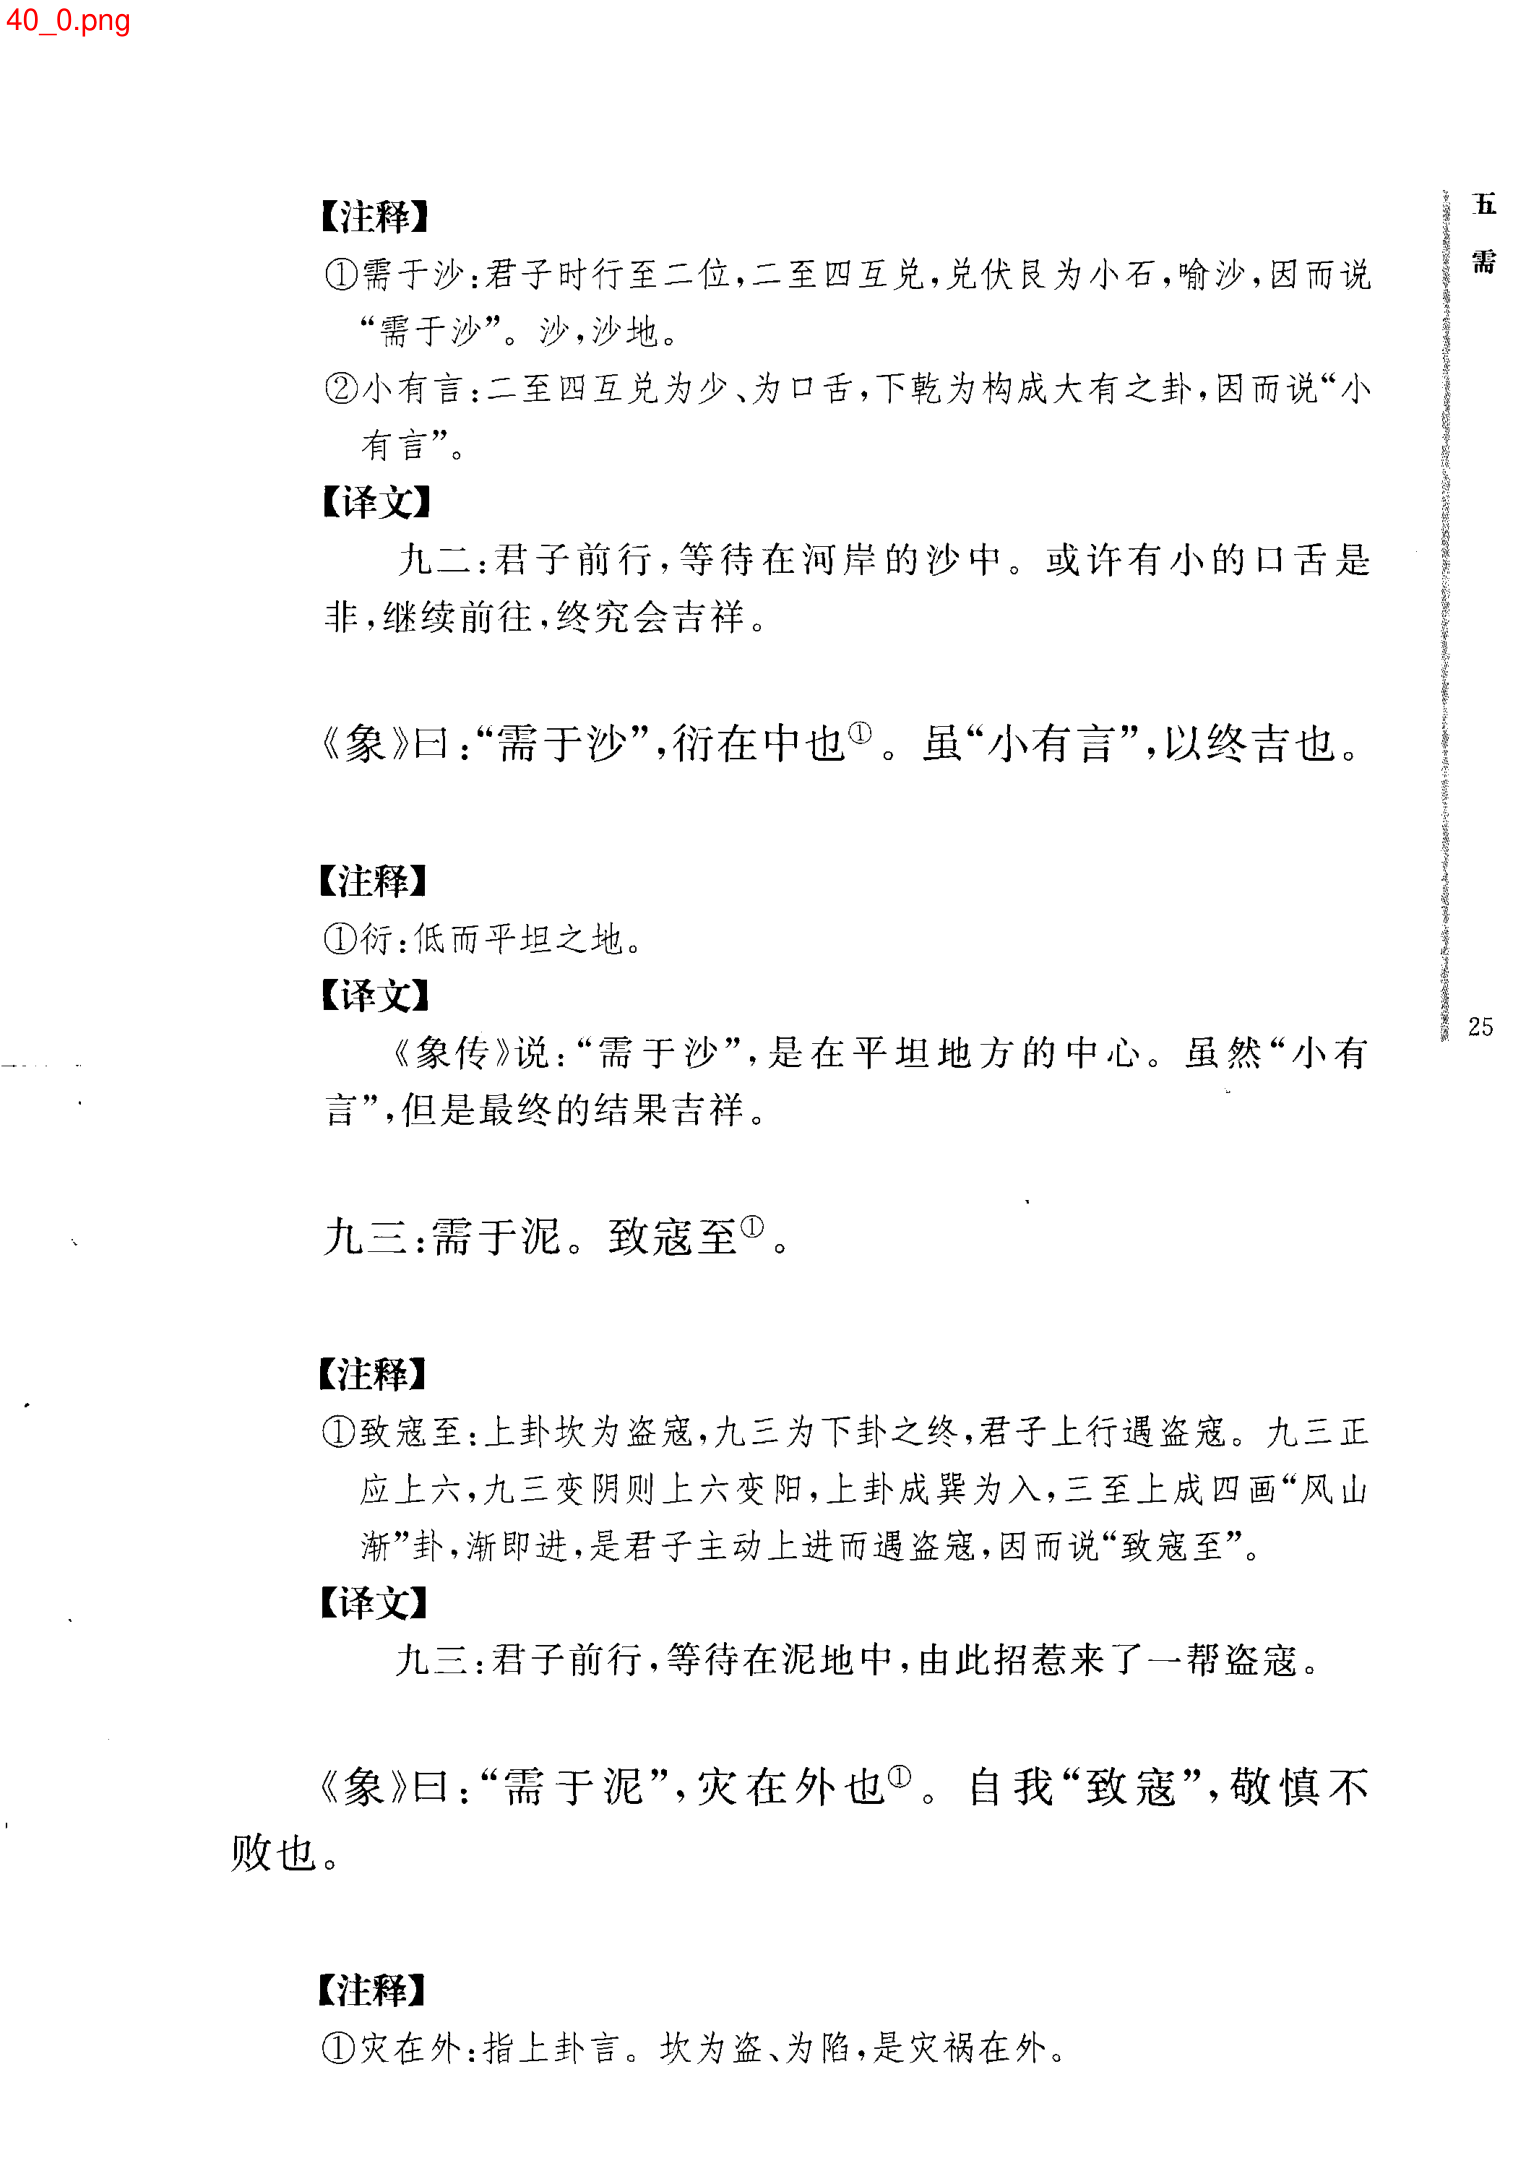 40_0.png
五 需
【注释】
①需于沙:君子时行至二位,二至四互兑,兑伏艮为小石,喻沙,因而说
“需于沙”。沙,沙地。
②小有言:二至四互兑为少、为口舌,下乾为构成大有之卦,因而说“小
有言”。
【译文】
九二:君子前行,等待在河岸的沙中。或许有小的口舌是
非,继续前往,终究会吉祥。
《象》曰:“需于沙”,衍在中也①。虽“小有言”,以终吉也。
【注释】
①衍:低而平坦之地。
【译文】
《象传》说:“需于沙”,是在平坦地方的中心。虽然“小有
言”,但是最终的结果吉祥。
九三:需于泥。致寇至①。
【注释】
①致寇至:上卦坎为盗寇,九三为下卦之终,君子上行遇盗寇。九三正
应上六,九三变阴则上六变阳,上卦成巽为入,三至上成四画“风山
渐”卦,渐即进,是君子主动上进而遇盗寇,因而说“致寇至”。
【译文】
九三:君子前行,等待在泥地中,由此招惹来了一帮盗寇。
《象》曰:“需于泥”,灾在外也①。自我“致寇”,敬慎不
败也。
【注释】
①灾在外:指上卦言。坎为盗、为陷,是灾祸在外。
25